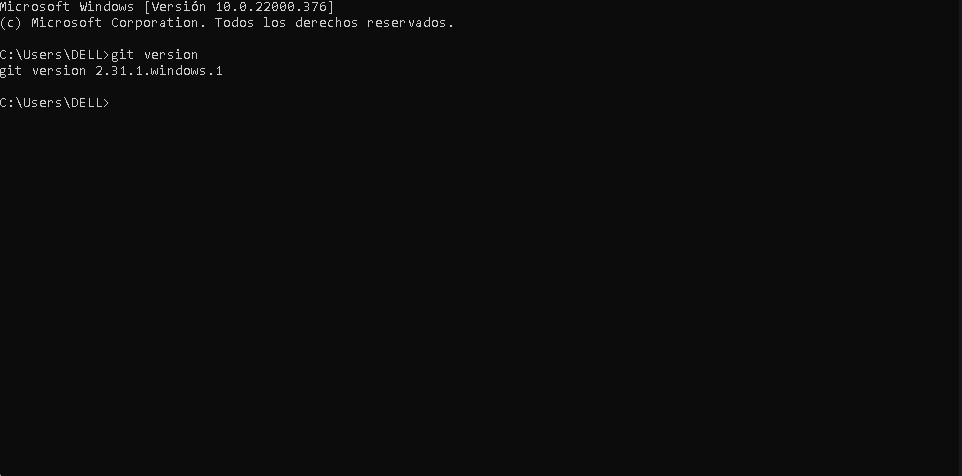 Microsoft Windows [Versión 10.0.22000.376]
(c) Microsoft Corporation. Todos los derechos reservados.
C:\Users\DELL>git version
git version 2.31.1.windows.1
C:\Users\DELL>